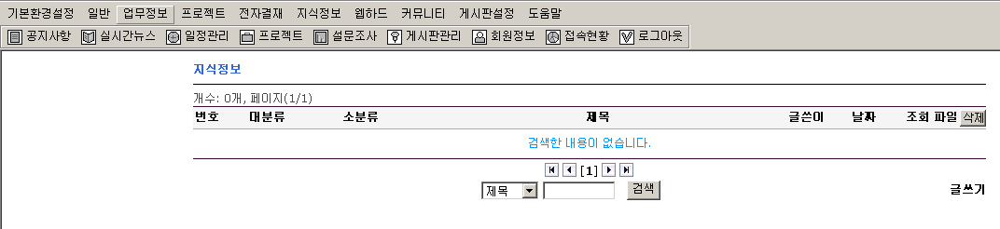 기본환경설정 일반 업무정보 프로젝트 전자결재 지식정보 웹하드 커뮤니티 게시판설정 도움말
공지사항 실시간뉴스 일정관리 프로젝트 설문조사 게시판관리 회원정보 접속현황 로그아웃
지식정보
개수: 0개, 페이지(1/1)
번호 대분류 소분류 제목 글쓴이 날짜 조회 파일 삭제
검색한 내용이 없습니다.
[1]
제목 검색 글쓰기